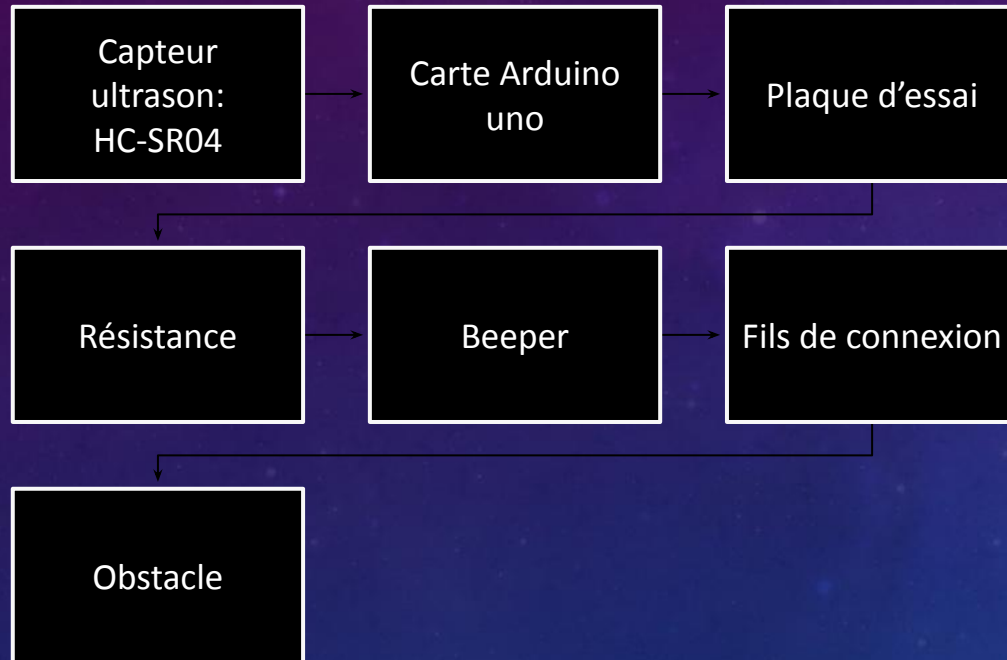 Capteur
ultrason:
HC-SR04
Carte Arduino
uno
Plaque d’essai
Résistance
Beeper
Fils de connexion
Obstacle